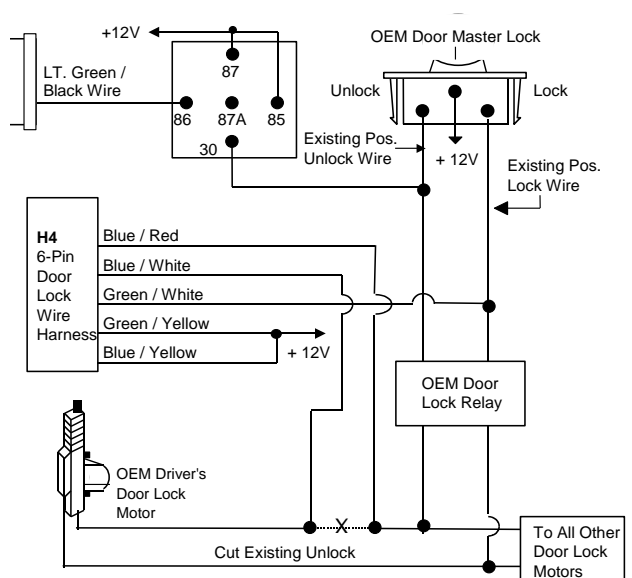 +12V
OEM Door Master Lock
87
LT. Green /
Black Wire
Unlock
Lock
86
87A
85
30
Existing Pos.
Unlock Wire
+ 12V
Existing Pos.
Lock Wire
H4
6-Pin
Door
Lock
Wire
Harness
Blue / Red
Blue / White
Green / White
Green / Yellow
Blue / Yellow
+ 12V
OEM Door
Lock Relay
OEM Driver's
Door Lock
Motor
X
Cut Existing Unlock
To All Other
Door Lock
Motors